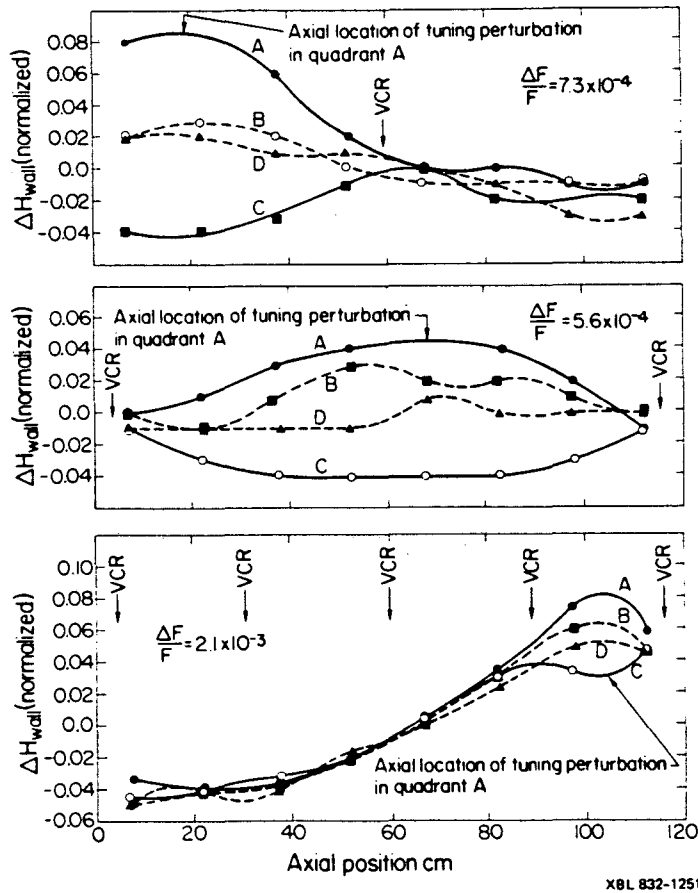 Axial location of tuning perturbation
in quadrant A
A
B
D
C
VCR
ΔF/F = 7.3x10⁻⁴
ΔH_wall (normalized)
0.08
0.06
0.04
0.02
0.0
-0.02
-0.04
Axial location of tuning perturbation
in quadrant A
A
B
D
C
VCR
VCR
ΔF/F = 5.6x10⁻⁴
ΔH_wall (normalized)
0.06
0.04
0.02
0.0
-0.02
-0.04
VCR
VCR
VCR
VCR
VCR
A
B
D
C
ΔF/F = 2.1x10⁻³
Axial location of tuning perturbation
in quadrant A
ΔH_wall (normalized)
0.10
0.08
0.06
0.04
0.02
0.0
-0.02
-0.04
-0.06
0
20
40
60
80
100
120
Axial position cm
XBL 832-1251